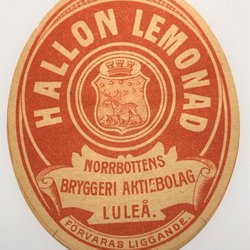 HALLON LEMONAD
NORRBOTTENS
BRYGGERI AKTIEBOLAG
LULEÅ.
FÖRVARAS LIGGANDE.